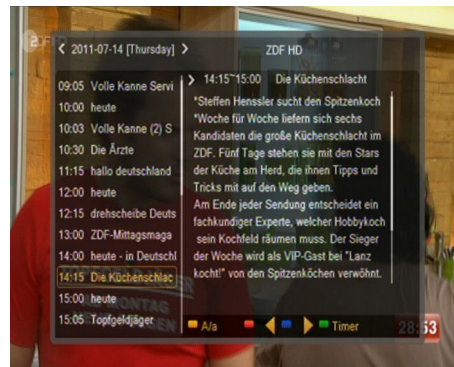 2011-07-14 [Thursday]
ZDF HD
09:05 Volle Kanne Servi
10:00 heute
10:03 Volle Kanne (2) S
10:30 Die Ärzte
11:15 hallo deutschland
12:00 heute
12:15 drehscheibe Deuts
13:00 ZDF-Mittagsmaga
14:00 heute - in Deutschl
14:15 Die Küchenschlac
15:00 heute
15:05 Topfgeldjäger
14:15~15:00 Die Küchenschlacht
"Steffen Henssler sucht den Spitzenkoch
"Woche für Woche liefern sich sechs
Kandidaten die große Küchenschlacht im
ZDF. Fünf Tage stehen sie mit den Stars
der Küche am Herd, die ihnen Tipps und
Tricks mit auf den Weg geben.
Am Ende jeder Sendung entscheidet ein
fachkundiger Experte, welcher Hobbykoch
sein Kochfeld räumen muss. Der Sieger
der Woche wird als VIP-Gast bei "Lanz
kocht!" von den Spitzenköchen verwöhnt.
A/a
Timer
28:53
MONTAG